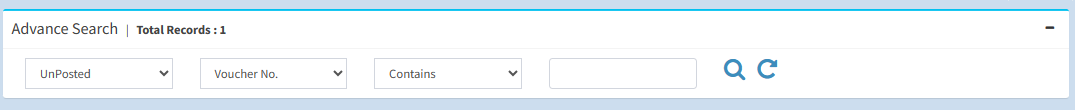 Advance Search | Total Records : 1
UnPosted Voucher No. Contains